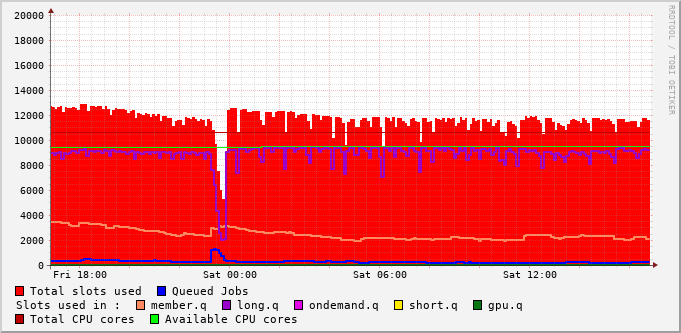 RRDTOOL / TOBI OETIKER
20000
18000
16000
14000
12000
10000
8000
6000
4000
2000
0
Fri 18:00 Sat 00:00 Sat 06:00 Sat 12:00
Total slots used Queued Jobs
Slots used in : member.q long.q ondemand.q short.q gpu.q
Total CPU cores Available CPU cores